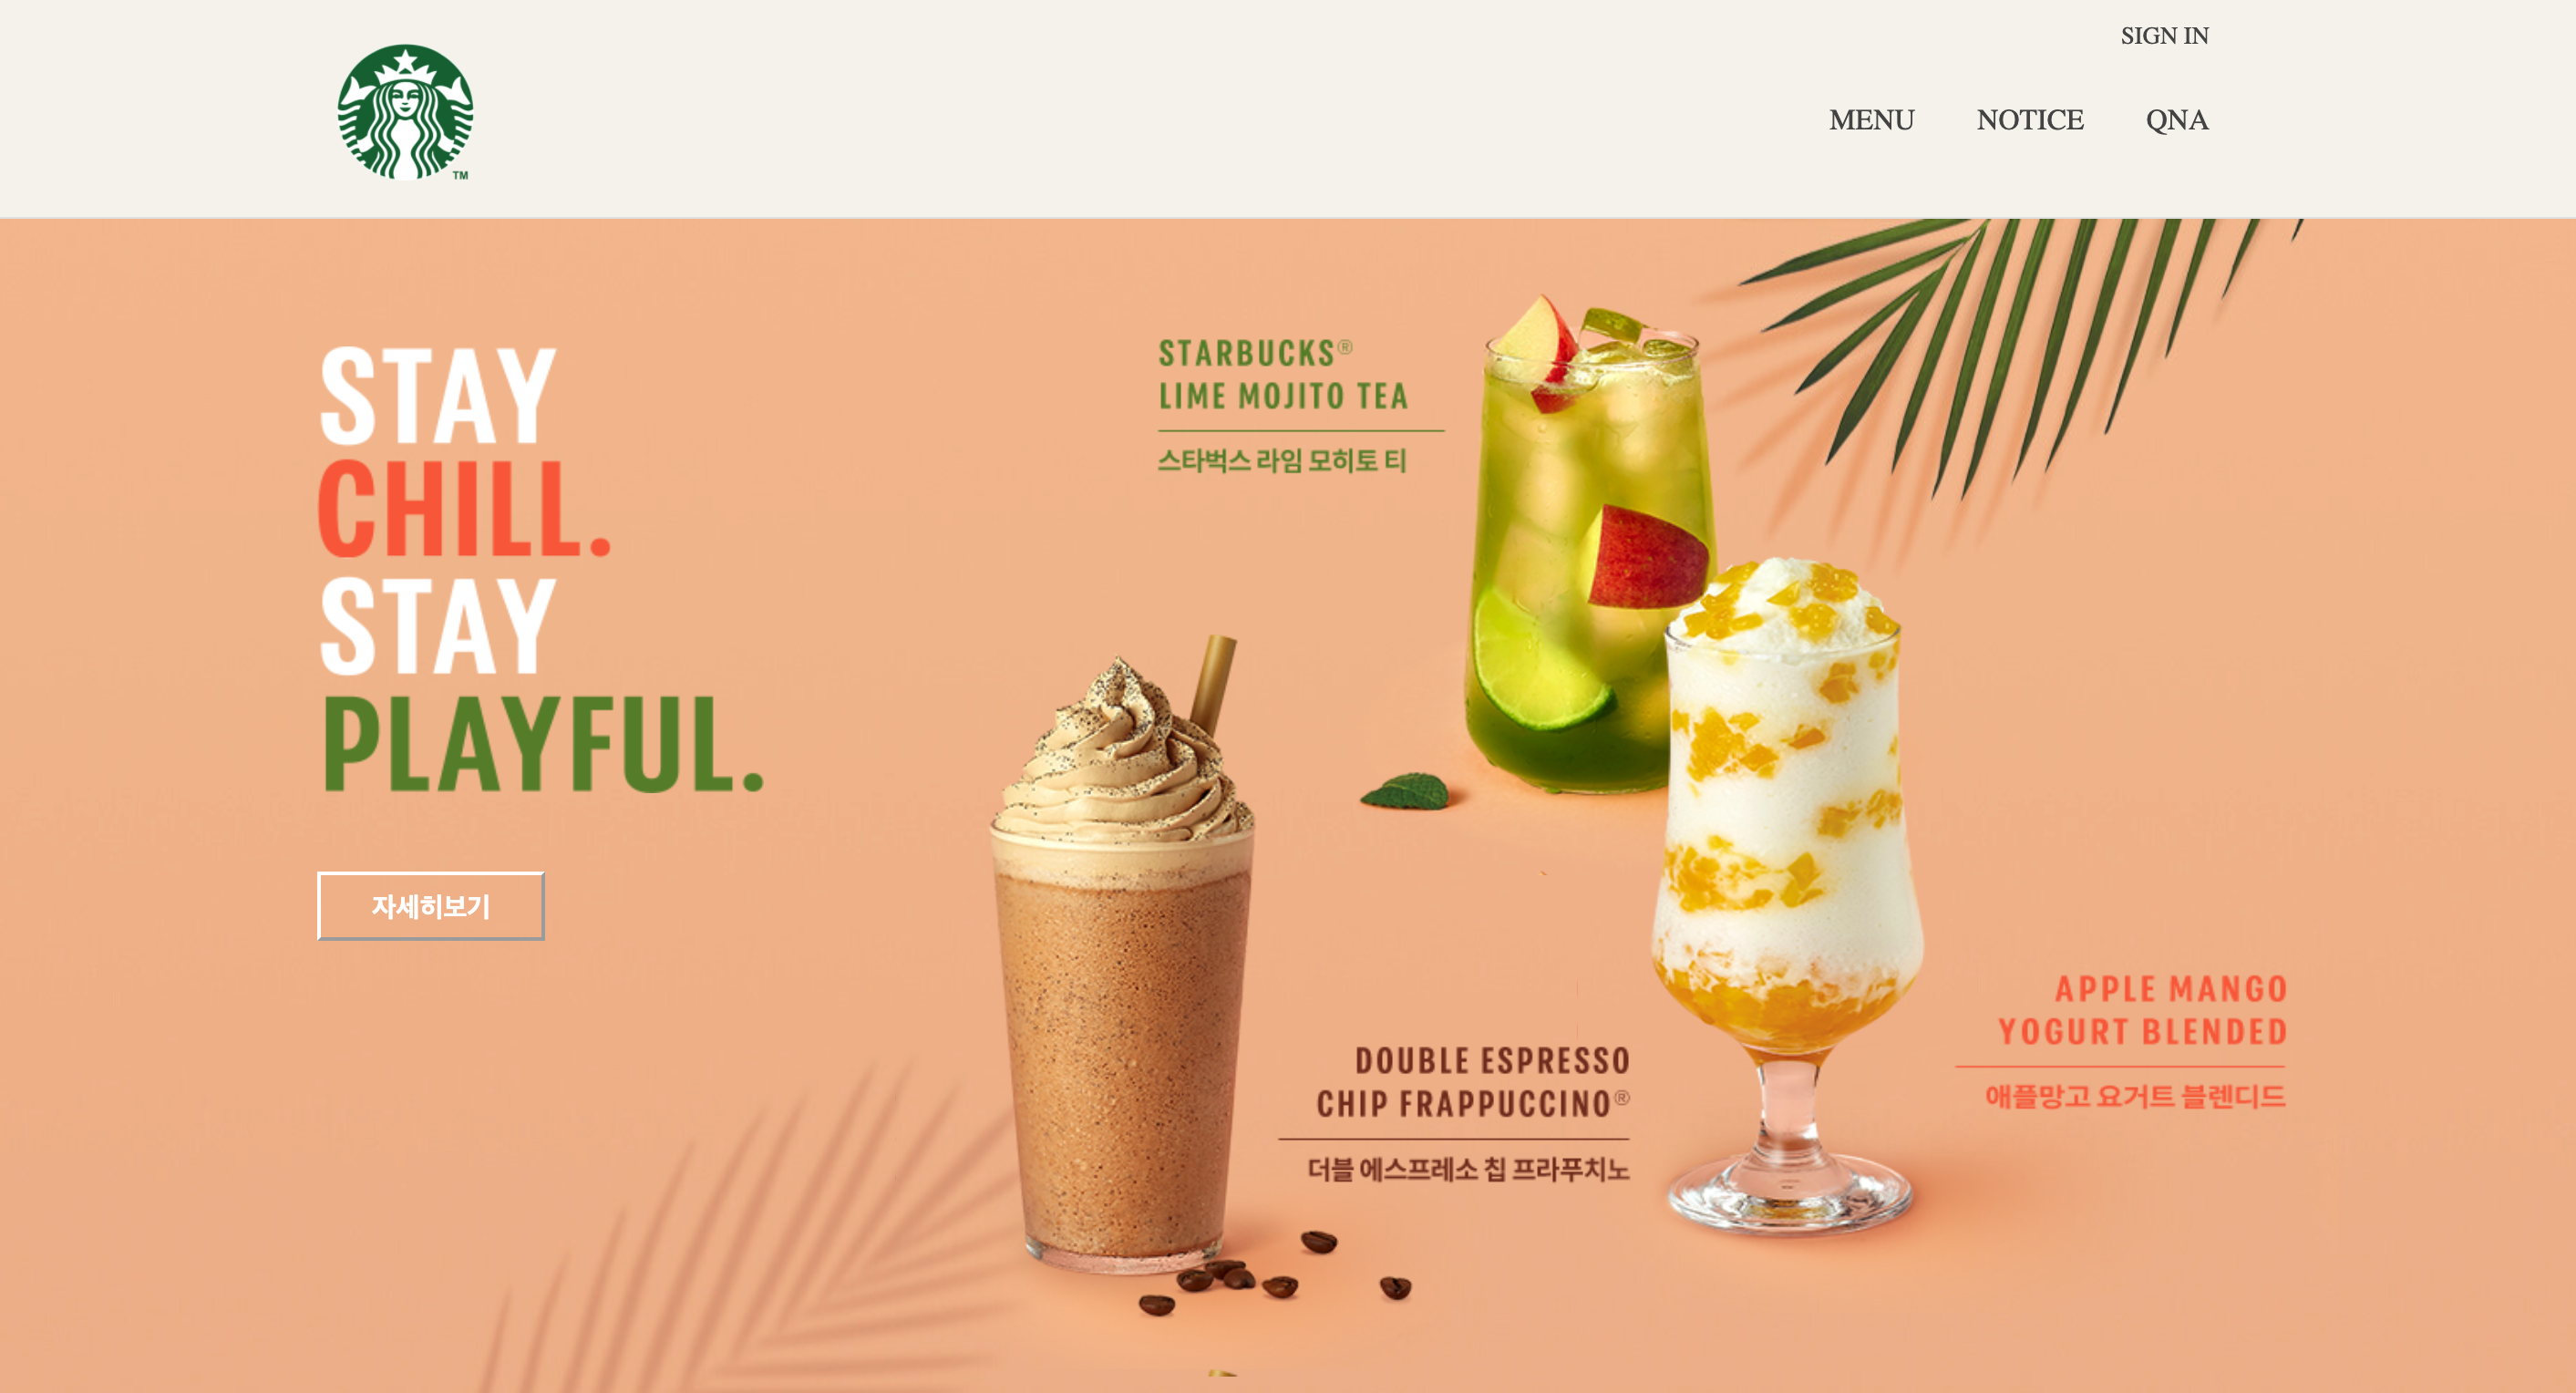 SIGN IN
MENU NOTICE QNA
TM
STAY
CHILL.
STAY
PLAYFUL.
자세히보기
STARBUCKS®
LIME MOJITO TEA
스타벅스 라임 모히토 티
DOUBLE ESPRESSO
CHIP FRAPPUCCINO®
더블 에스프레소 칩 프라푸치노
APPLE MANGO
YOGURT BLENDED
애플망고 요거트 블렌디드